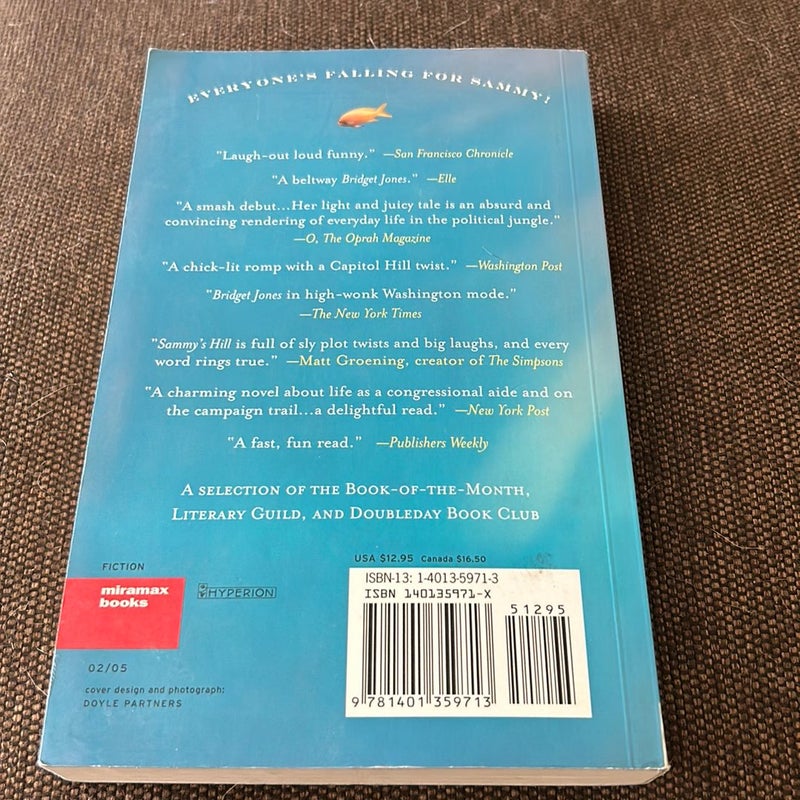 EVERYONE'S FALLING FOR SAMMY!
"Laugh-out loud funny." —San Francisco Chronicle
"A beltway Bridget Jones." —Elle
"A smash debut...Her light and juicy tale is an absurd and
convincing rendering of everyday life in the political jungle."
—O, The Oprah Magazine
"A chick-lit romp with a Capitol Hill twist." —Washington Post
"Bridget Jones in high-wonk Washington mode."
—The New York Times
"Sammy's Hill is full of sly plot twists and big laughs, and every
word rings true." —Matt Groening, creator of The Simpsons
"A charming novel about life as a congressional aide and on
the campaign trail...a delightful read." —New York Post
"A fast, fun read." —Publishers Weekly
A SELECTION OF THE BOOK-OF-THE-MONTH,
LITERARY GUILD, AND DOUBLEDAY BOOK CLUB
FICTION
miramax
books
HYPERION
02/05
cover design and photograph:
DOYLE PARTNERS
USA $12.95 Canada $16.50
ISBN-13: 1-4013-5971-3
ISBN 140135971-X
51295
9 781401 359713